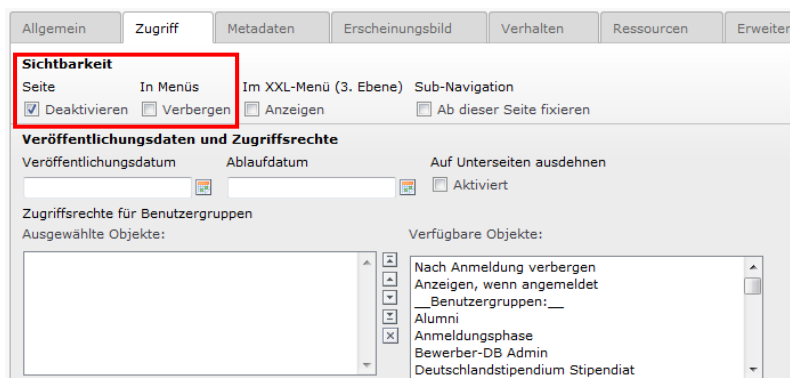 Allgemein Zugriff Metadaten Erscheinungsbild Verhalten Ressourcen Erweiter
Sichtbarkeit
Seite In Menüs Im XXL-Menü (3. Ebene) Sub-Navigation
Deaktivieren Verbergen Anzeigen Ab dieser Seite fixieren
Veröffentlichungsdaten und Zugriffsrechte
Veröffentlichungsdatum Ablaufdatum Auf Unterseiten ausdehnen
Aktiviert
Zugriffsrechte für Benutzergruppen
Ausgewählte Objekte: Verfügbare Objekte:
Nach Anmeldung verbergen
Anzeigen, wenn angemeldet
__Benutzergruppen:__
Alumni
Anmeldungsphase
Bewerber-DB Admin
Deutschlandstipendium Stipendiat